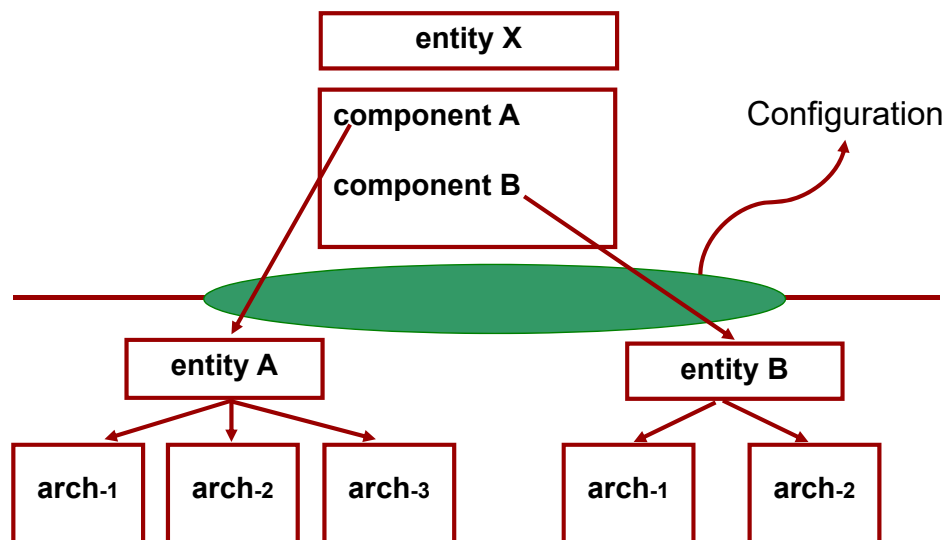 entity X
component A
Configuration
component B
entity A
entity B
arch-1
arch-2
arch-3
arch-1
arch-2